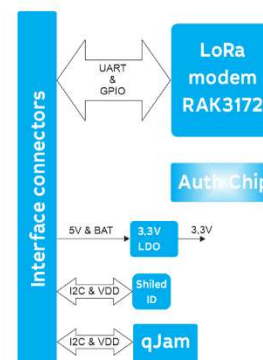 Interface connectors
UART
&
GPIO
LoRa
modem
RAK3172
Auth Chip
5V & BAT
3,3V
LDO
3,3V
I2C & VDD
Shiled
ID
I2C & VDD
qJam